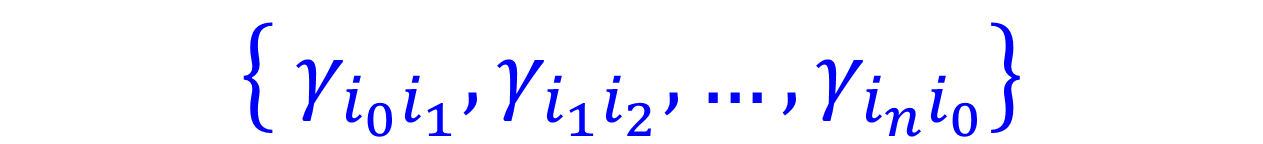 { γ_{i_0 i_1}, γ_{i_1 i_2}, … , γ_{i_n i_0} }